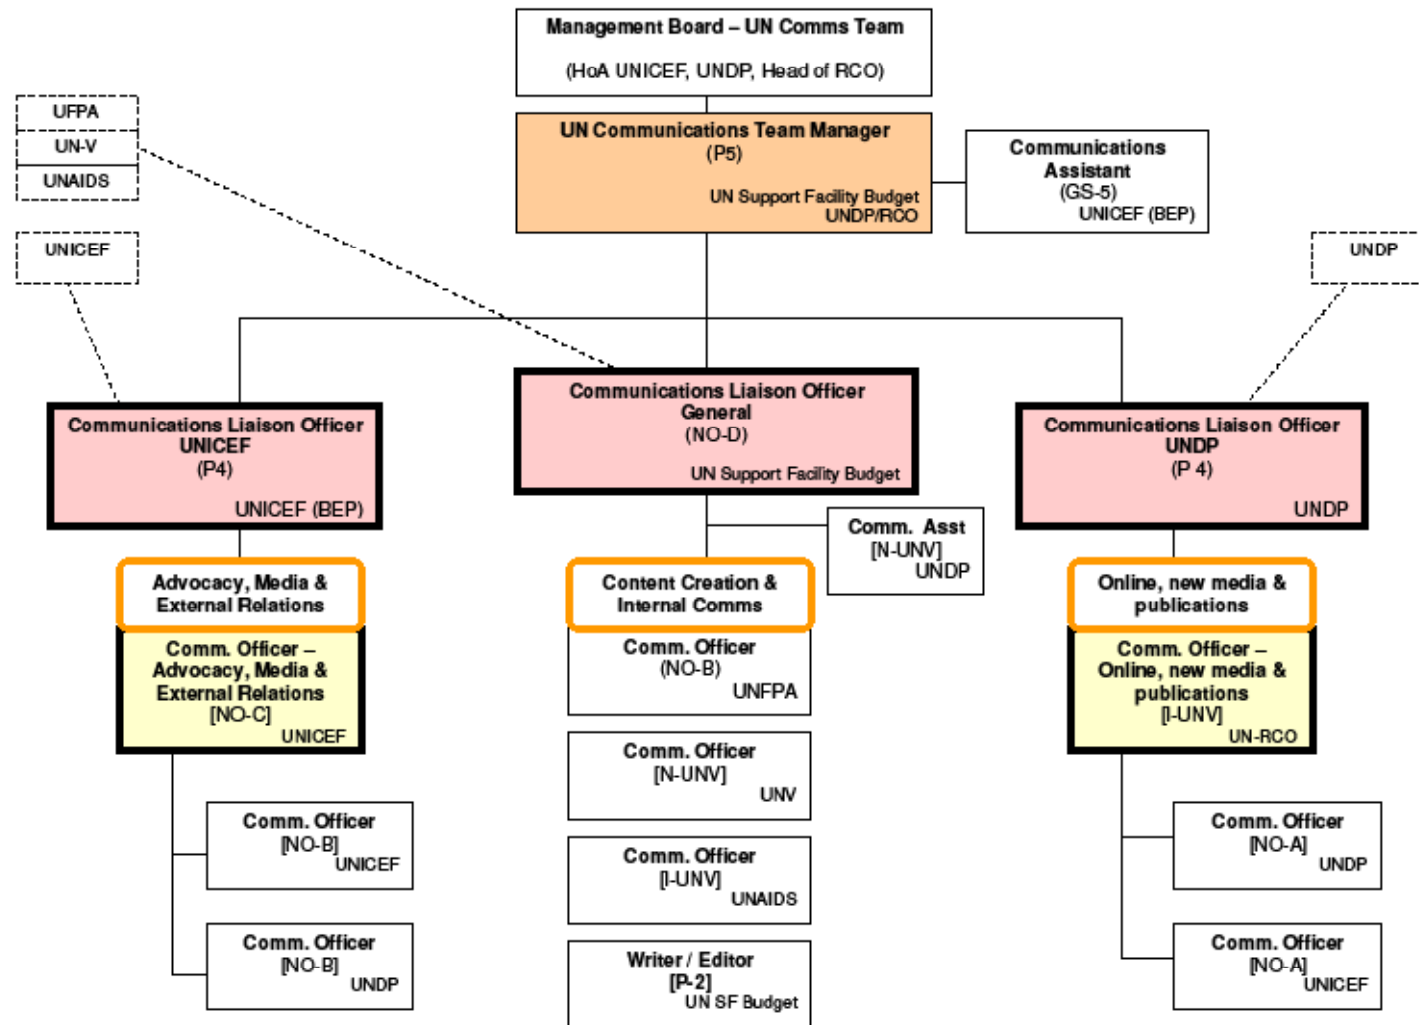 Management Board – UN Comms Team
(HoA UNICEF, UNDP, Head of RCO)
UFPA
UN-V
UNAIDS
UN Communications Team Manager
(P5)
UN Support Facility Budget
UNDP/RCO
Communications
Assistant
(GS-5)
UNICEF (BEP)
UNICEF
UNDP
Communications Liaison Officer
UNICEF
(P4)
UNICEF (BEP)
Communications Liaison Officer
General
(NO-D)
UN Support Facility Budget
Communications Liaison Officer
UNDP
(P 4)
UNDP
Comm. Asst
[N-UNV]
UNDP
Advocacy, Media &
External Relations
Comm. Officer –
Advocacy, Media &
External Relations
[NO-C]
UNICEF
Comm. Officer
[NO-B]
UNICEF
Comm. Officer
[NO-B]
UNDP
Content Creation &
Internal Comms
Comm. Officer
(NO-B)
UNFPA
Comm. Officer
[N-UNV]
UNV
Comm. Officer
[I-UNV]
UNAIDS
Writer / Editor
[P-2]
UN SF Budget
Online, new media &
publications
Comm. Officer –
Online, new media &
publications
[I-UNV]
UN-RCO
Comm. Officer
[NO-A]
UNDP
Comm. Officer
[NO-A]
UNICEF